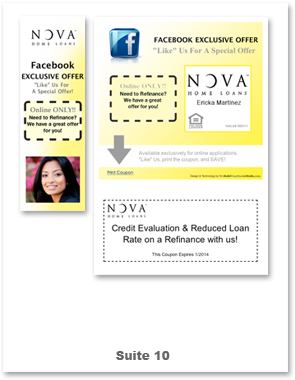 NOVA
HOME LOANS
Facebook
EXCLUSIVE OFFER
"Like" Us For
A Special Offer!
Online ONLY!!
Need to Refinance?
We have a great offer
for you!
FACEBOOK EXCLUSIVE OFFER
"Like" Us For A Special Offer
Online ONLY!!
Need to Refinance?
We have a great
offer for you!
NOVA
HOME LOANS
Ericka Martinez
Available exclusively for online applications.
"Like" Us, print the coupon, and SAVE!
Print Coupon
NOVA
HOME LOANS
Credit Evaluation & Reduced Loan
Rate on a Refinance with us!
This Coupon Expires 1/2014
Suite 10